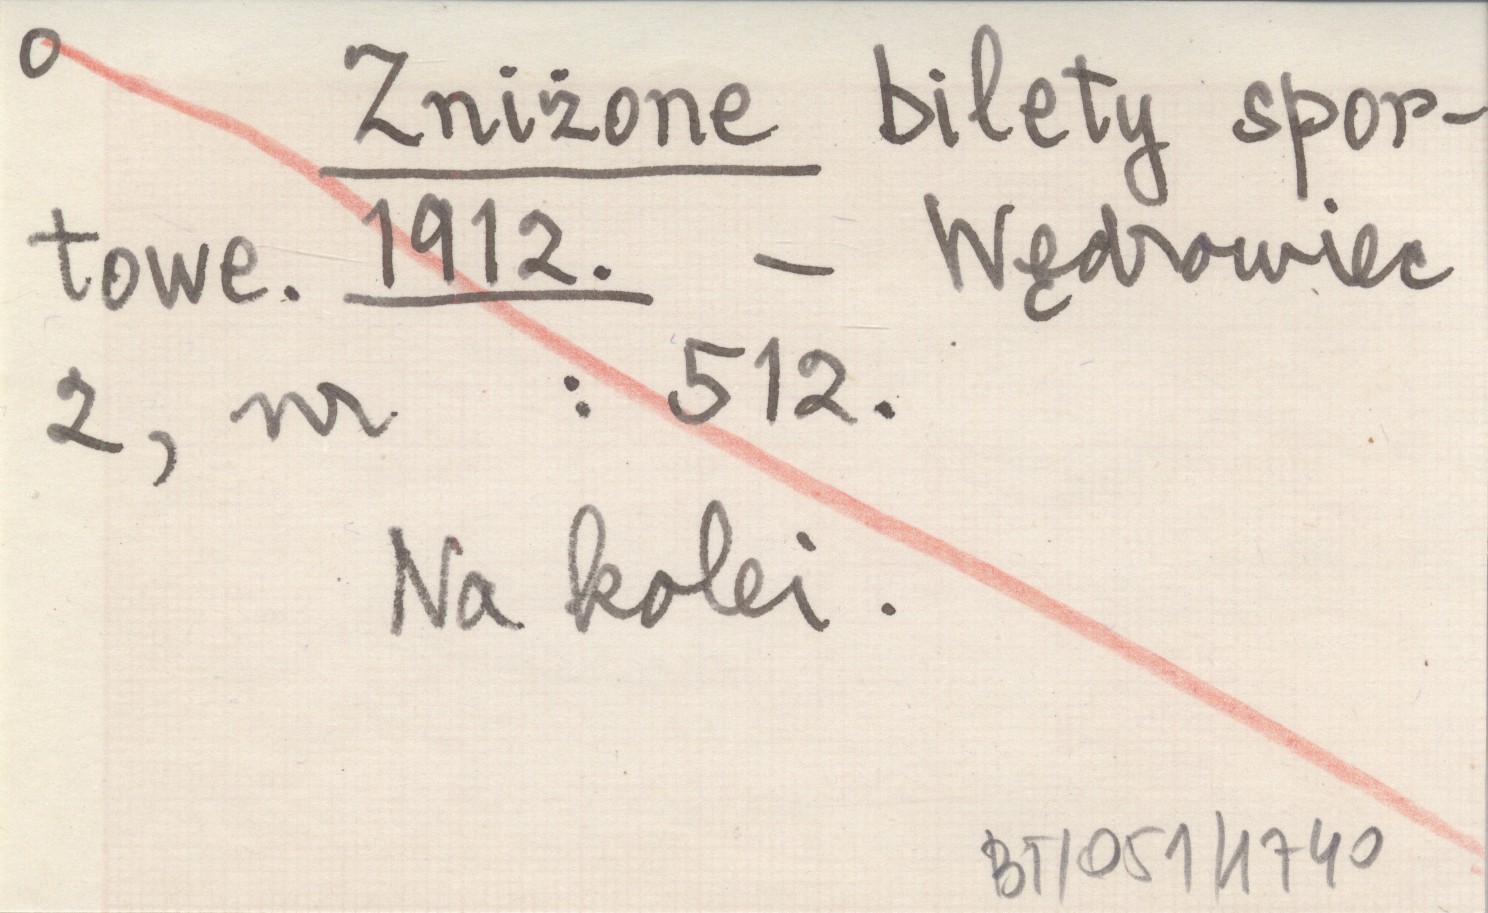 o Zniżone bilety spor-
towe. 1912. — Wędrowiec
2, nr : 512.
Na kolei.
BT/051/1740